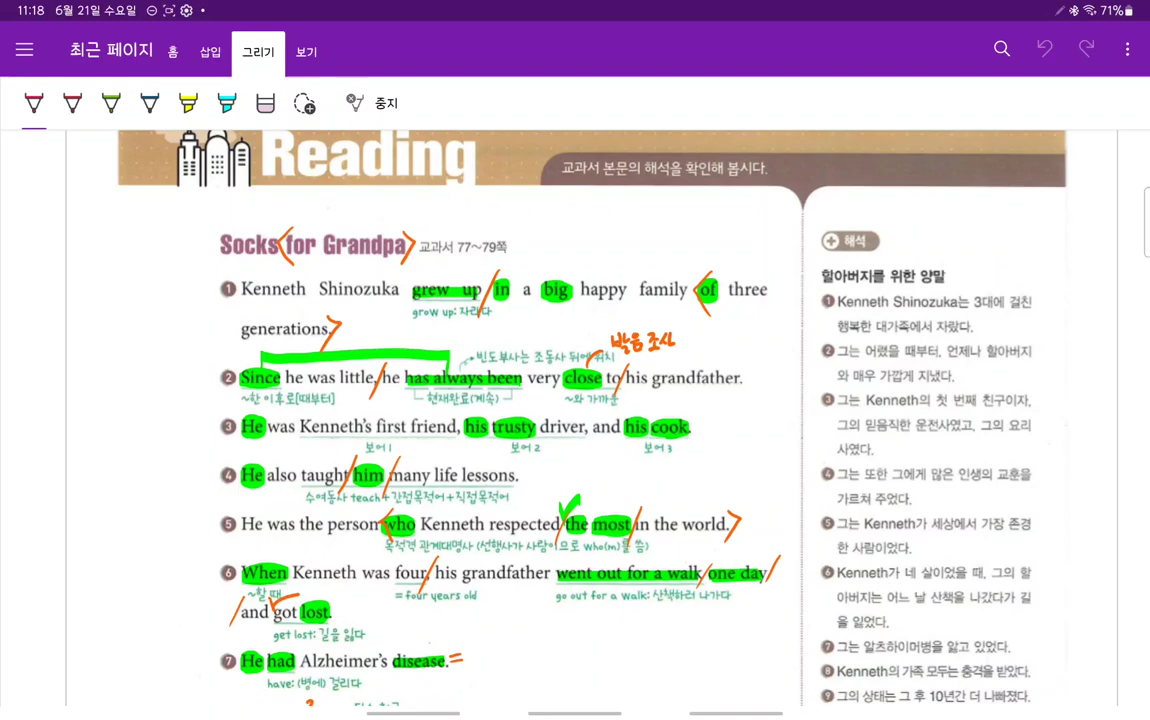 11:18 6월 21일 수요일 71%
최근 페이지 홈 삽입 그리기 보기
중지
Reading
교과서 본문의 해석을 확인해 봅시다.
Socks for Grandpa 교과서 77~79쪽
❶ Kenneth Shinozuka grew up in a big happy family of three
grow up: 자라다
generations.
발음 조심
빈도부사는 조동사 뒤에 위치
❷ Since he was little, he has always been very close to his grandfather.
~한 이후로[때부터] 현재완료(계속) ~와 가까운
❸ He was Kenneth's first friend, his trusty driver, and his cook.
보어 1 보어 2 보어 3
❹ He also taught him many life lessons.
수여동사 teach+간접목적어+직접목적어
❺ He was the person who Kenneth respected the most in the world.
목적격 관계대명사 (선행사가 사람이므로 who(m)를 씀)
❻ When Kenneth was four, his grandfather went out for a walk one day
~할 때 = four years old go out for a walk: 산책하러 나가다
and got lost.
get lost: 길을 잃다
❼ He had Alzheimer's disease.
have: (병에) 걸리다
해석
할아버지를 위한 양말
❶ Kenneth Shinozuka는 3대에 걸친
행복한 대가족에서 자랐다.
❷ 그는 어렸을 때부터, 언제나 할아버지
와 매우 가깝게 지냈다.
❸ 그는 Kenneth의 첫 번째 친구이자,
그의 믿음직한 운전사였고, 그의 요리
사였다.
❹ 그는 또한 그에게 많은 인생의 교훈을
가르쳐 주었다.
❺ 그는 Kenneth가 세상에서 가장 존경
한 사람이었다.
❻ Kenneth가 네 살이었을 때, 그의 할
아버지는 어느 날 산책을 나갔다가 길
을 잃었다.
❼ 그는 알츠하이머병을 앓고 있었다.
❽ Kenneth의 가족 모두는 충격을 받았다.
❾ 그의 상태는 그 후 10년간 더 나빠졌다.